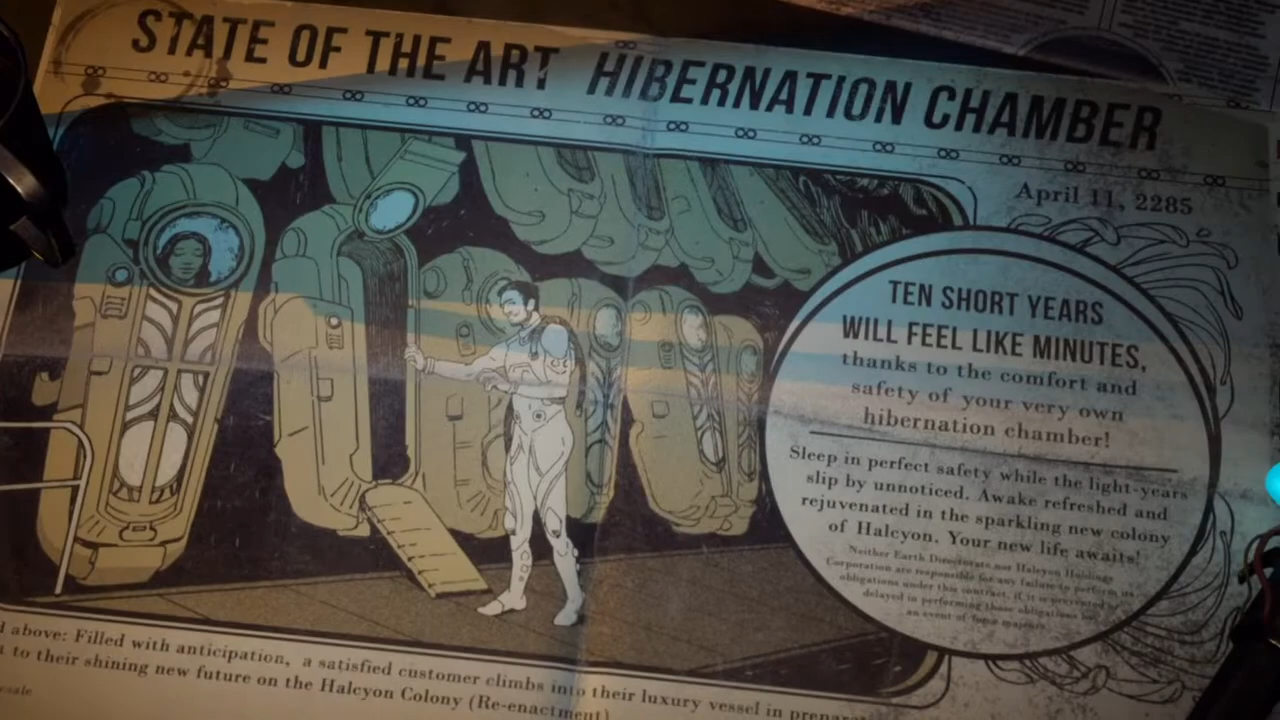 STATE OF THE ART HIBERNATION CHAMBER
April 11, 2285
TEN SHORT YEARS
WILL FEEL LIKE MINUTES,
thanks to the comfort and
safety of your very own
hibernation chamber!
Sleep in perfect safety while the light-years
slip by unnoticed. Awake refreshed and
rejuvenated in the sparkling new colony
of Halcyon. Your new life awaits!
Neither Earth Directorate nor Halcyon Holdings
Corporation are responsible for any failure to perform its
obligations under this contract, if it is prevented or
delayed in performing those obligations by
an event of force majeure.
above: Filled with anticipation, a satisfied customer climbs into their luxury vessel in
to their shining new future on the Halcyon Colony (Re-enactment)